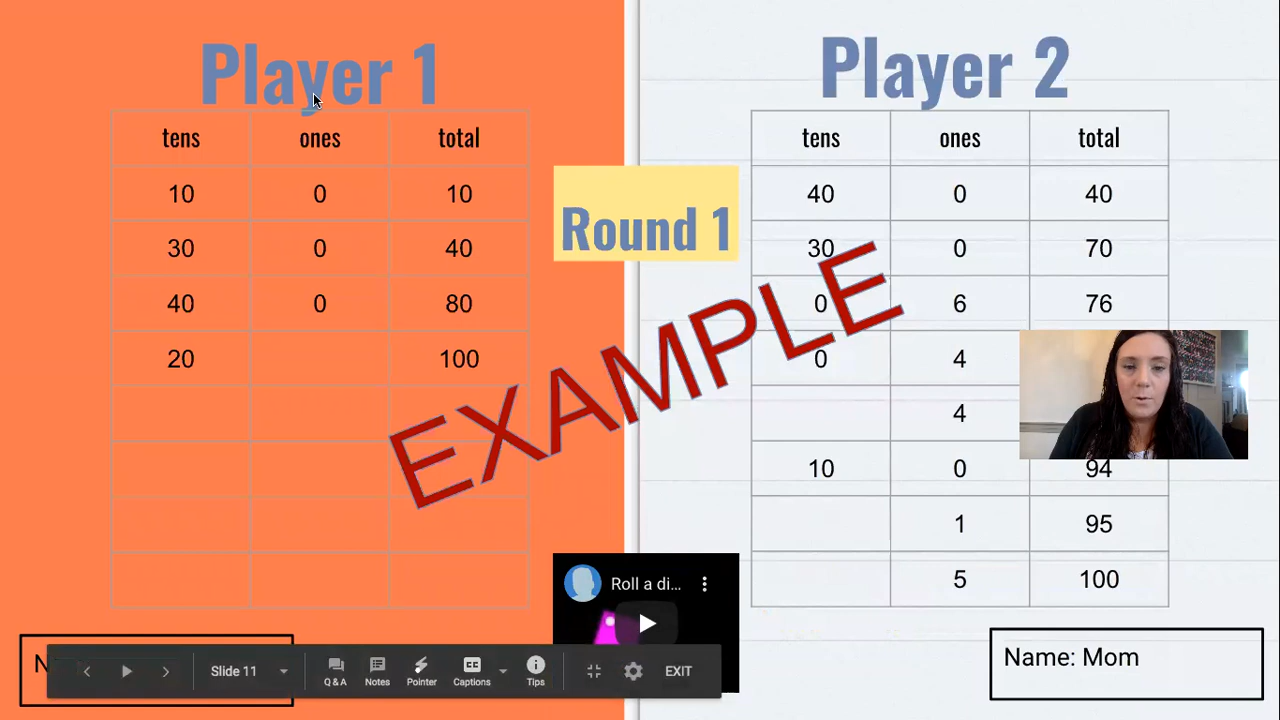 Player 1
tens ones total
10 0 10
30 0 40
40 0 80
20 100
Round 1
EXAMPLE
Player 2
tens ones total
40 0 40
30 0 70
0 6 76
0 4
4
10 0 94
1 95
5 100
Roll a di...
N
Name: Mom
Slide 11
Q & A Notes Pointer Captions Tips EXIT
CC